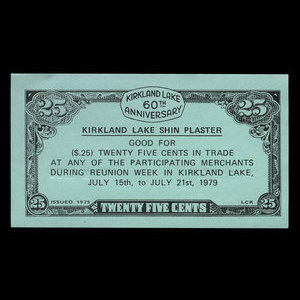 KIRKLAND LAKE
60TH
ANNIVERSARY
25
25
KIRKLAND LAKE SHIN PLASTER
GOOD FOR
($.25) TWENTY FIVE CENTS IN TRADE
AT ANY OF THE PARTICIPATING MERCHANTS
DURING REUNION WEEK IN KIRKLAND LAKE,
JULY 15th, to JULY 21st, 1979
ISSUED 1979
LCK
25
TWENTY FIVE CENTS
25